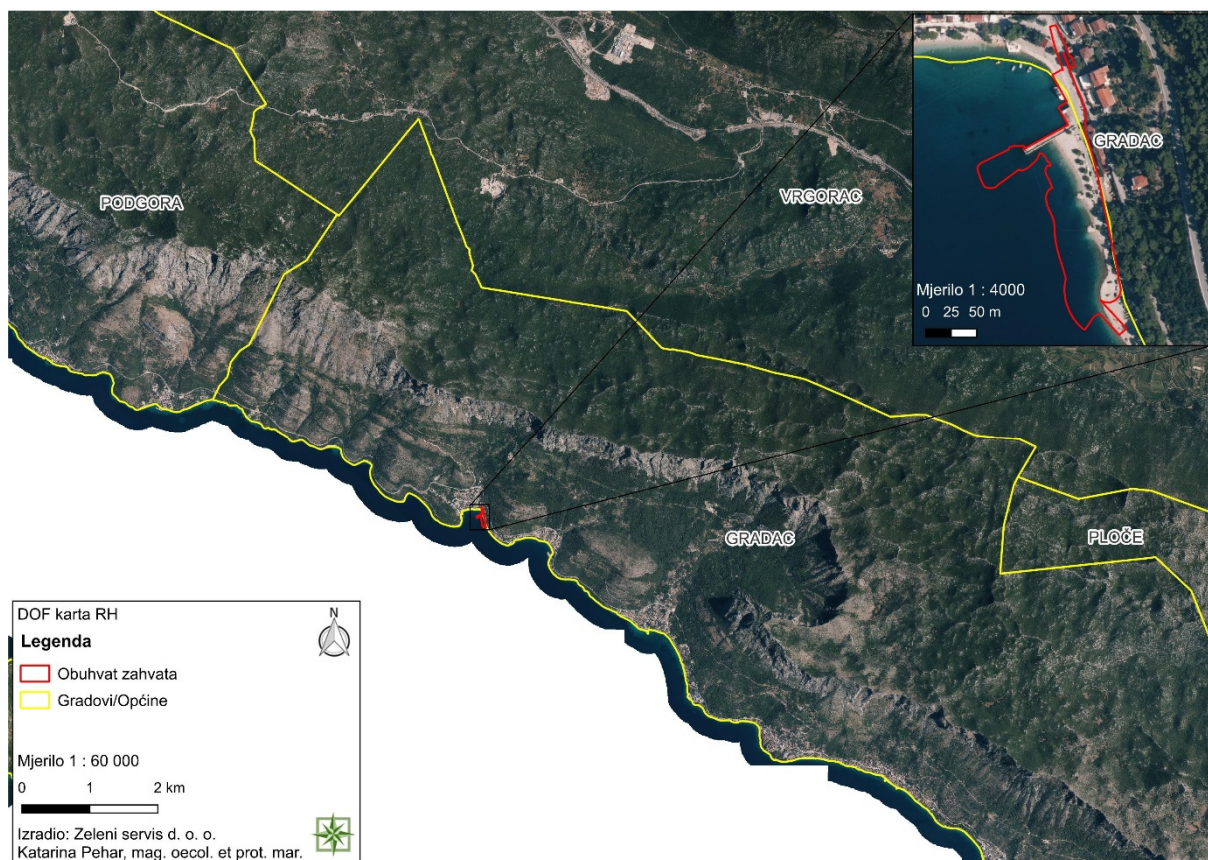 PODGORA
VRGORAC
GRADAC
Mjerilo 1 : 4000
0 25 50 m
GRADAC
PLOČE
DOF karta RH
Legenda
N
Obuhvat zahvata
Gradovi/Općine
Mjerilo 1 : 60 000
0 1 2 km
Izradio: Zeleni servis d. o. o.
Katarina Pehar, mag. oecol. et prot. mar.